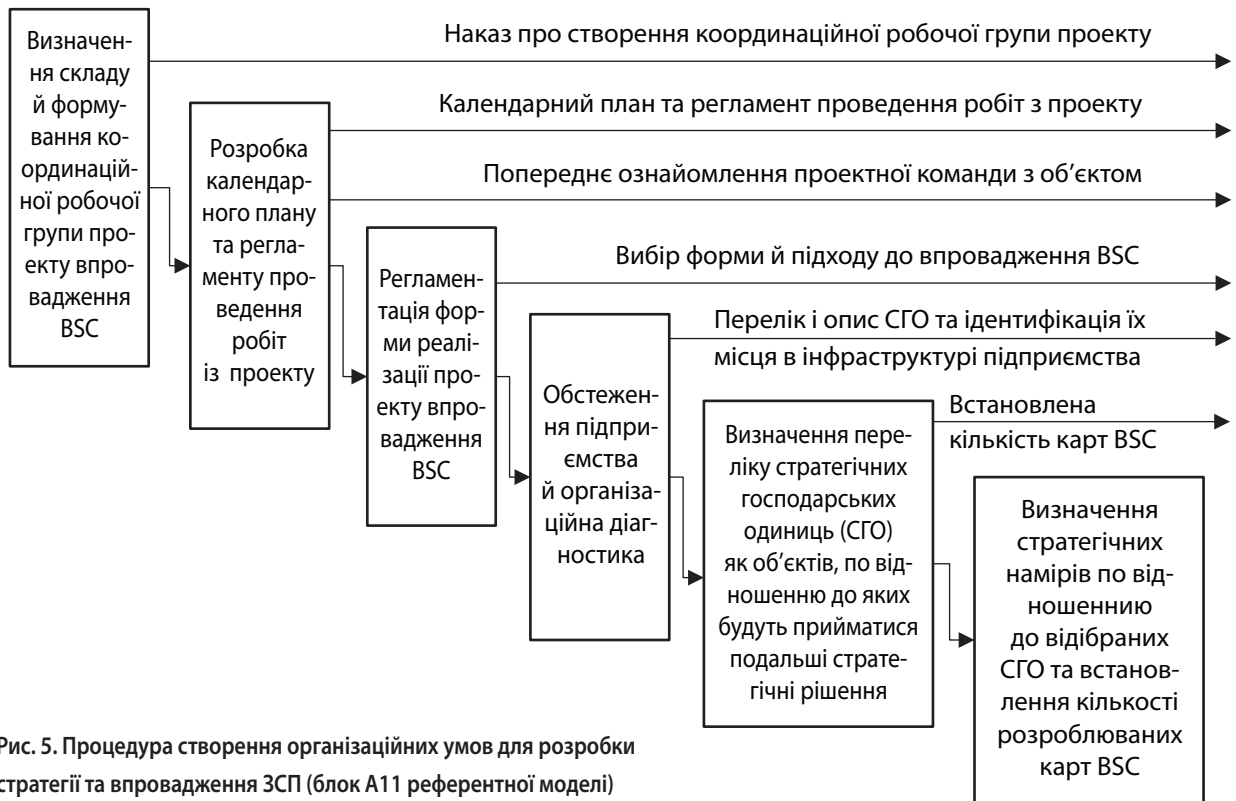 Визначен-
ня складу
й форму-
вання ко-
ординацій-
ної робочої
групи про-
екту впро-
вадження
BSC
Наказ про створення координаційної робочої групи проекту
Розробка
календар-
ного плану
та регла-
менту про-
ведення
робіт
із проекту
Календарний план та регламент проведення робіт з проекту
Попереднє ознайомлення проектної команди з об’єктом
Регламен-
тація фор-
ми реалі-
зації про-
екту впро-
вадження
BSC
Вибір форми й підходу до впровадження BSC
Обстежен-
ня підпри-
ємства
й організа-
ційна діаг-
ностика
Перелік і опис СГО та ідентифікація їх
місця в інфраструктурі підприємства
Визначення пере-
ліку стратегічних
господарських
одиниць (СГО)
як об’єктів, по від-
ношенню до яких
будуть прийматися
подальші страте-
гічні рішення
Встановлена
кількість карт BSC
Визначення
стратегічних
намірів по від-
ношеннию
до відібраних
СГО та встанов-
лення кількості
розроблюваних
карт BSC
Рис. 5. Процедура створення організаційних умов для розробки
стратегії та впровадження ЗСП (блок А11 референтної моделі)